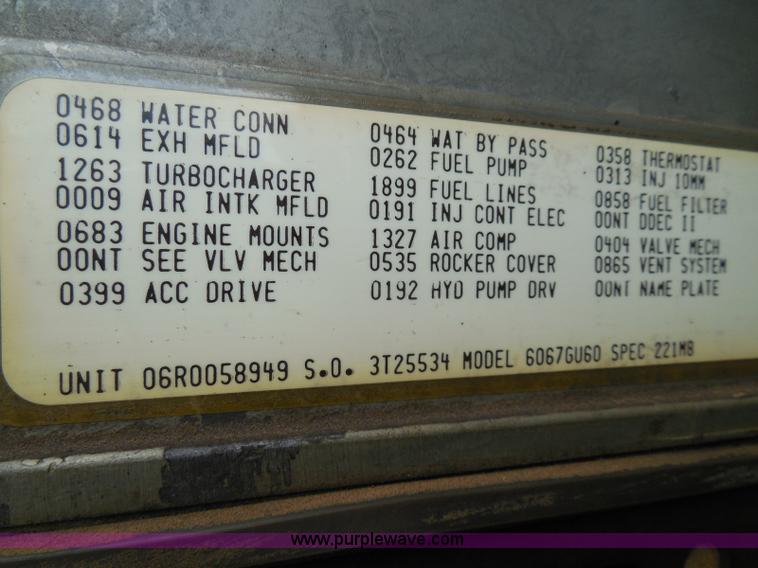 0468 WATER CONN
0614 EXH MFLD
1263 TURBOCHARGER
0009 AIR INTK MFLD
0683 ENGINE MOUNTS
00NT SEE VLV MECH
0399 ACC DRIVE
0464 WAT BY PASS
0262 FUEL PUMP
1899 FUEL LINES
0191 INJ CONT ELEC
1327 AIR COMP
0535 ROCKER COVER
0192 HYD PUMP DRV
0358 THERMOSTAT
0313 INJ 10MM
0858 FUEL FILTER
00NT DDEC II
0404 VALVE MECH
0865 VENT SYSTEM
00NT NAME PLATE
UNIT 06R0058949 S.O. 3T25534 MODEL 6067GU60 SPEC 221M8
www.purplewave.com